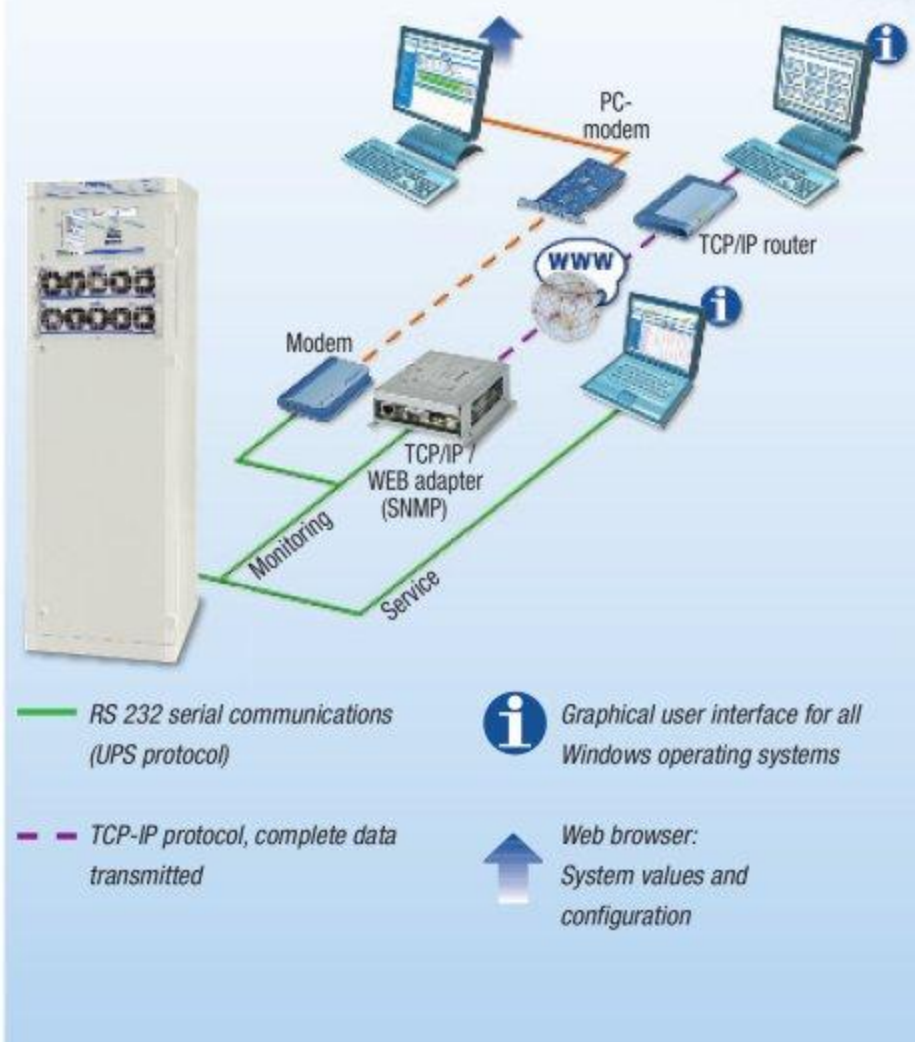 PC-
modem
TCP/IP router
www
Modem
TCP/IP /
WEB adapter
(SNMP)
Monitoring
Service
RS 232 serial communications
(UPS protocol)
Graphical user interface for all
Windows operating systems
TCP-IP protocol, complete data
transmitted
Web browser:
System values and
configuration